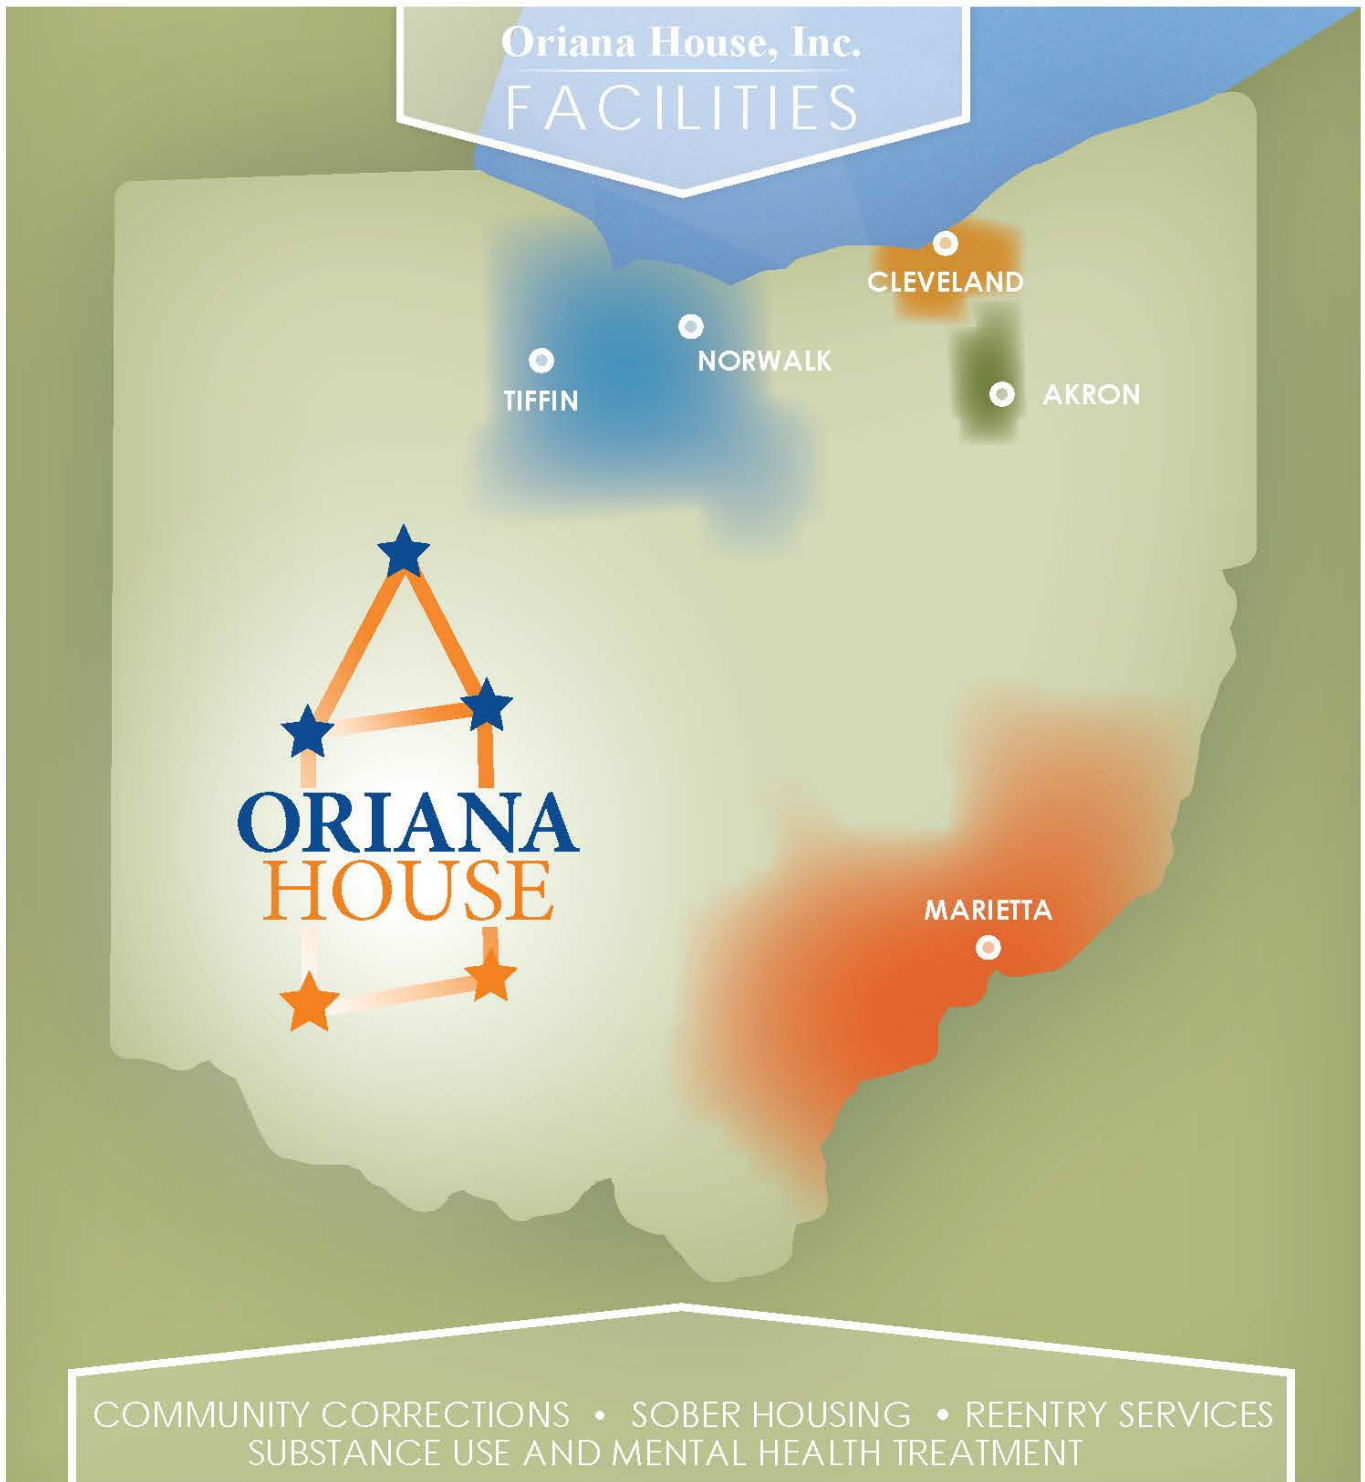 Oriana House, Inc.
FACILITIES
CLEVELAND
NORWALK
TIFFIN
AKRON
ORIANA
HOUSE
MARIETTA
COMMUNITY CORRECTIONS • SOBER HOUSING • REENTRY SERVICES
SUBSTANCE USE AND MENTAL HEALTH TREATMENT